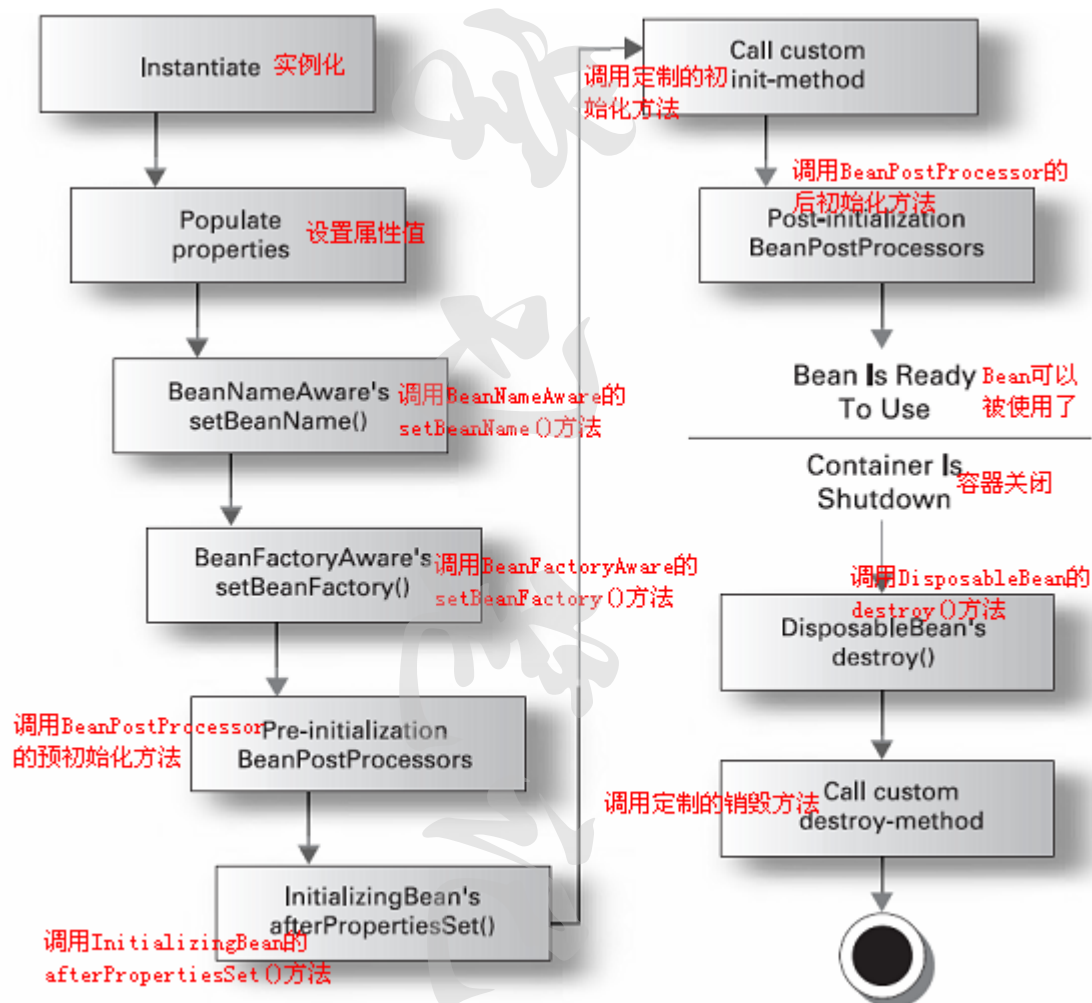 Instantiate 实例化
Populate
properties
设置属性值
BeanNameAware's
setBeanName()
调用BeanNameAware的
setBeanName()方法
BeanFactoryAware's
setBeanFactory()
调用BeanFactoryAware的
setBeanFactory()方法
调用BeanPostProcessor
的预初始化方法
Pre-initialization
BeanPostProcessors
InitializingBean's
afterPropertiesSet()
调用InitializingBean的
afterPropertiesSet()方法
Call custom
init-method
调用定制的初
始化方法
调用BeanPostProcessor的
后初始化方法
Post-initialization
BeanPostProcessors
Bean Is Ready
To Use
Bean可以
被使用了
Container Is
Shutdown
容器关闭
调用DisposableBean的
destroy()方法
DisposableBean's
destroy()
调用定制的销毁方法
Call custom
destroy-method